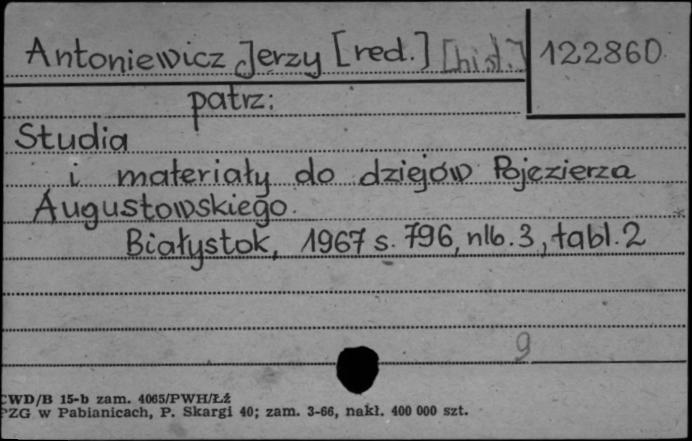 Antoniewicz Jerzy [red.] [hist.] 122860
patrz:
Studia
i materiały do dziejów Pojezierza
Augustowskiego.
Białystok, 1967 s. 796, nlb. 3, tabl. 2
9
CWD/B 15-b zam. 4065/PWH/Łź
PZG w Pabianicach, P. Skargi 40; zam. 3-66, nakł. 400 000 szt.